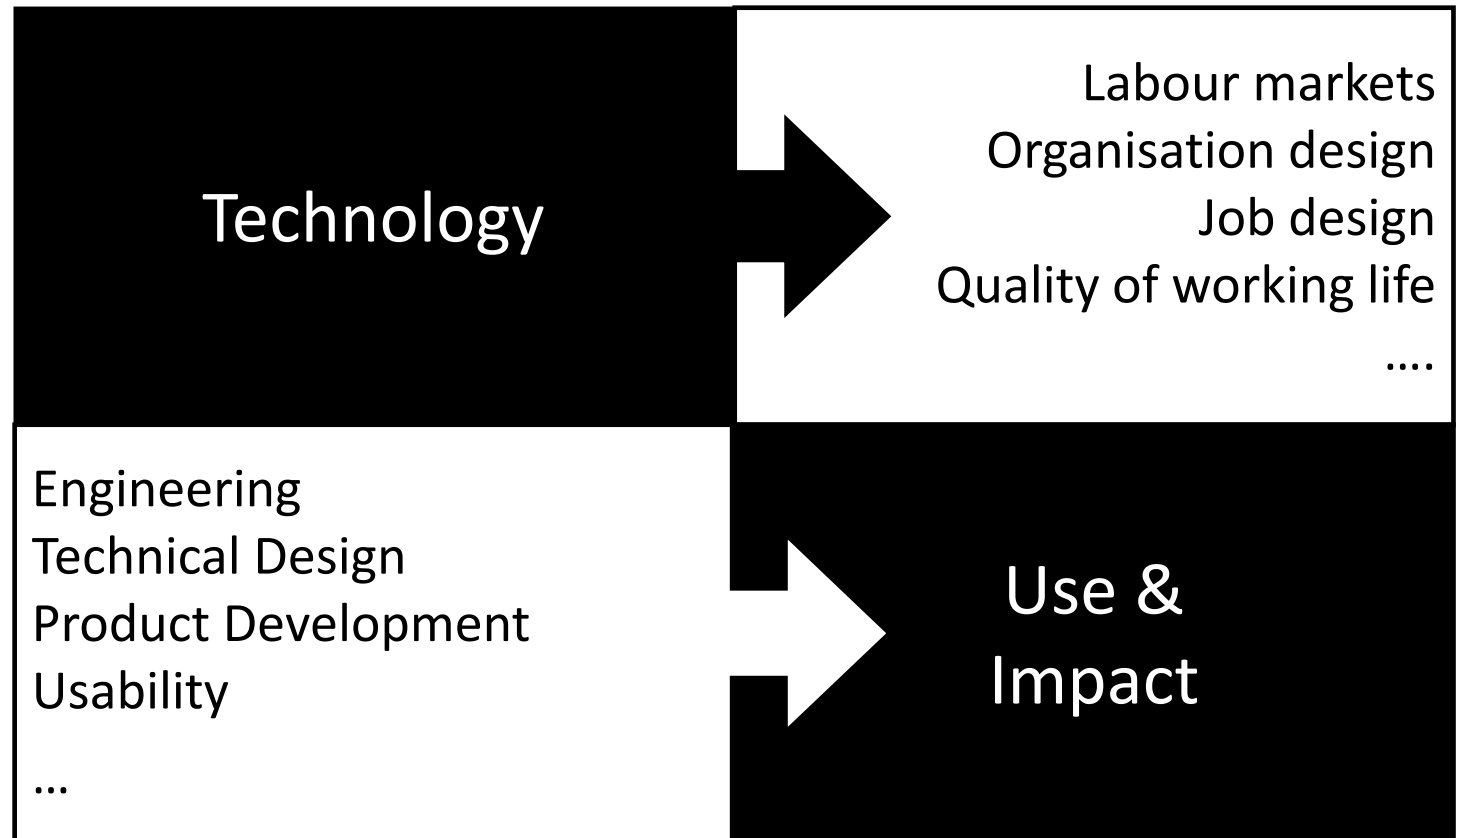 Technology
Labour markets
Organisation design
Job design
Quality of working life
....
Engineering
Technical Design
Product Development
Usability
...
Use &
Impact